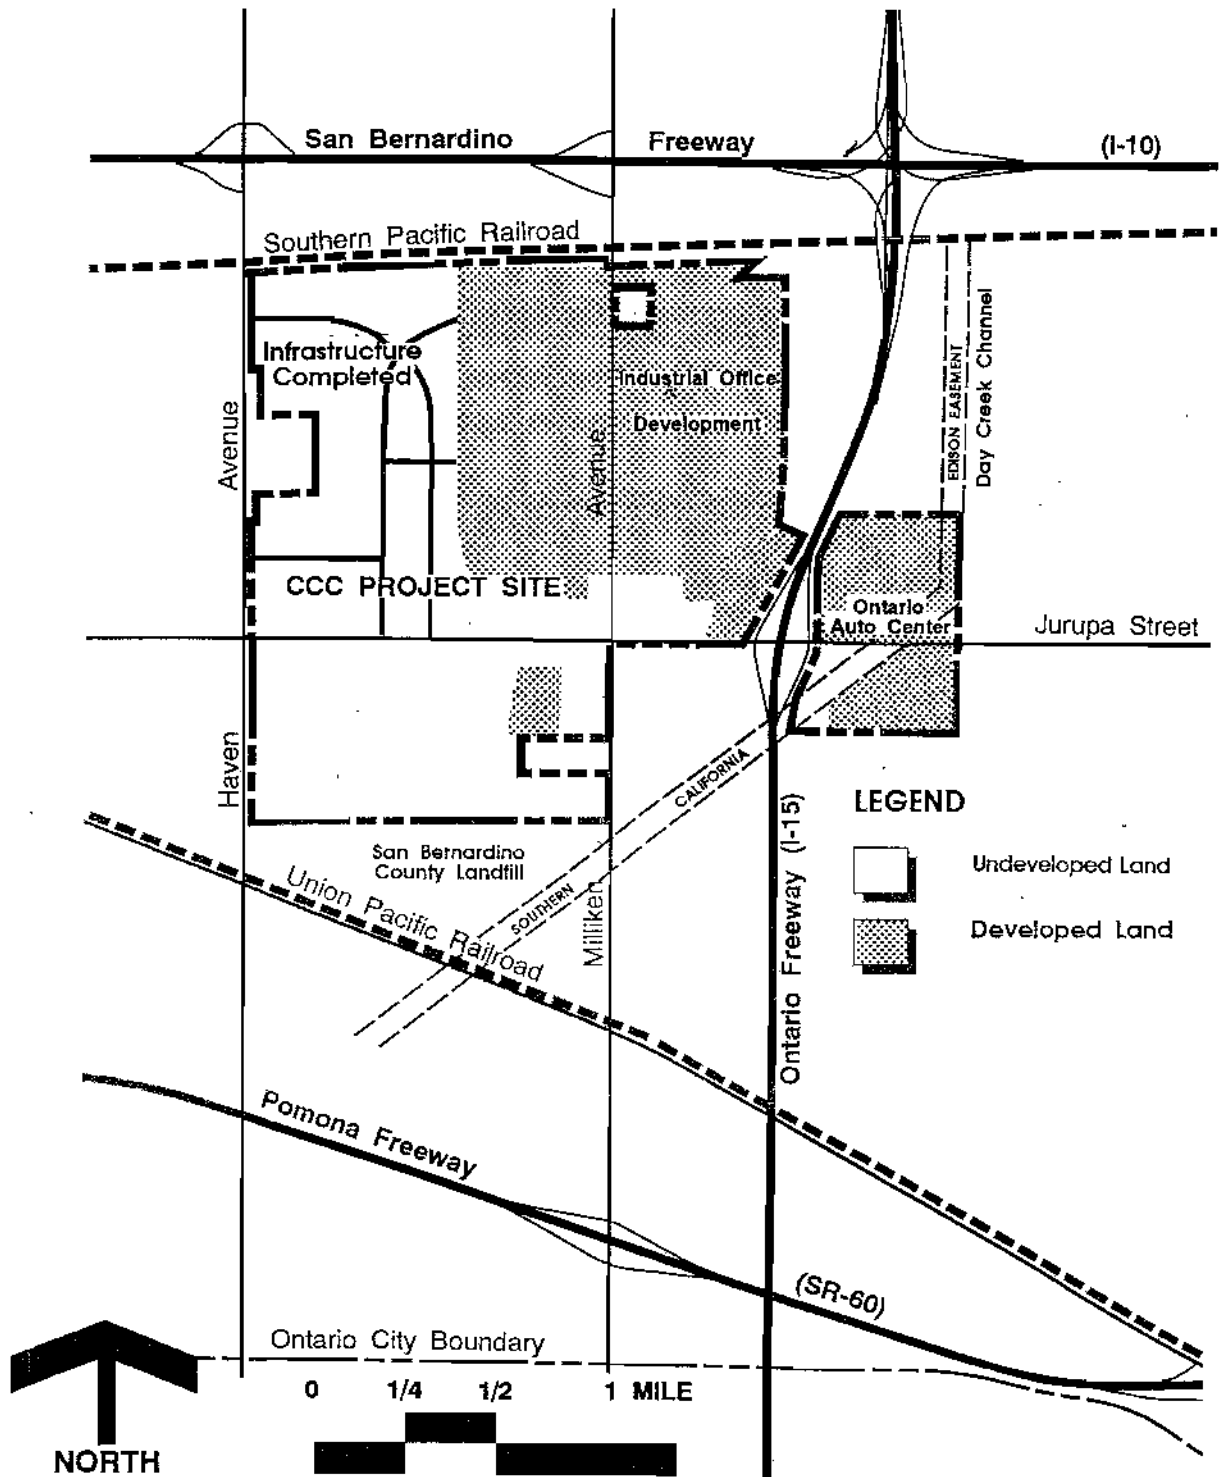 San Bernardino Freeway (I-10)
Southern Pacific Railroad
Infrastructure
Completed
Industrial Office
Development
Avenue
Avenue
EDISON EASEMENT
Day Creek Channel
CCC PROJECT SITE
Ontario
Auto Center
Jurupa Street
Haven
CALIFORNIA
SOUTHERN
San Bernardino
County Landfill
Union Pacific Railroad
Milliken
Ontario Freeway (I-15)
LEGEND
Undeveloped Land
Developed Land
Pomona Freeway
(SR-60)
Ontario City Boundary
0 1/4 1/2 1 MILE
NORTH